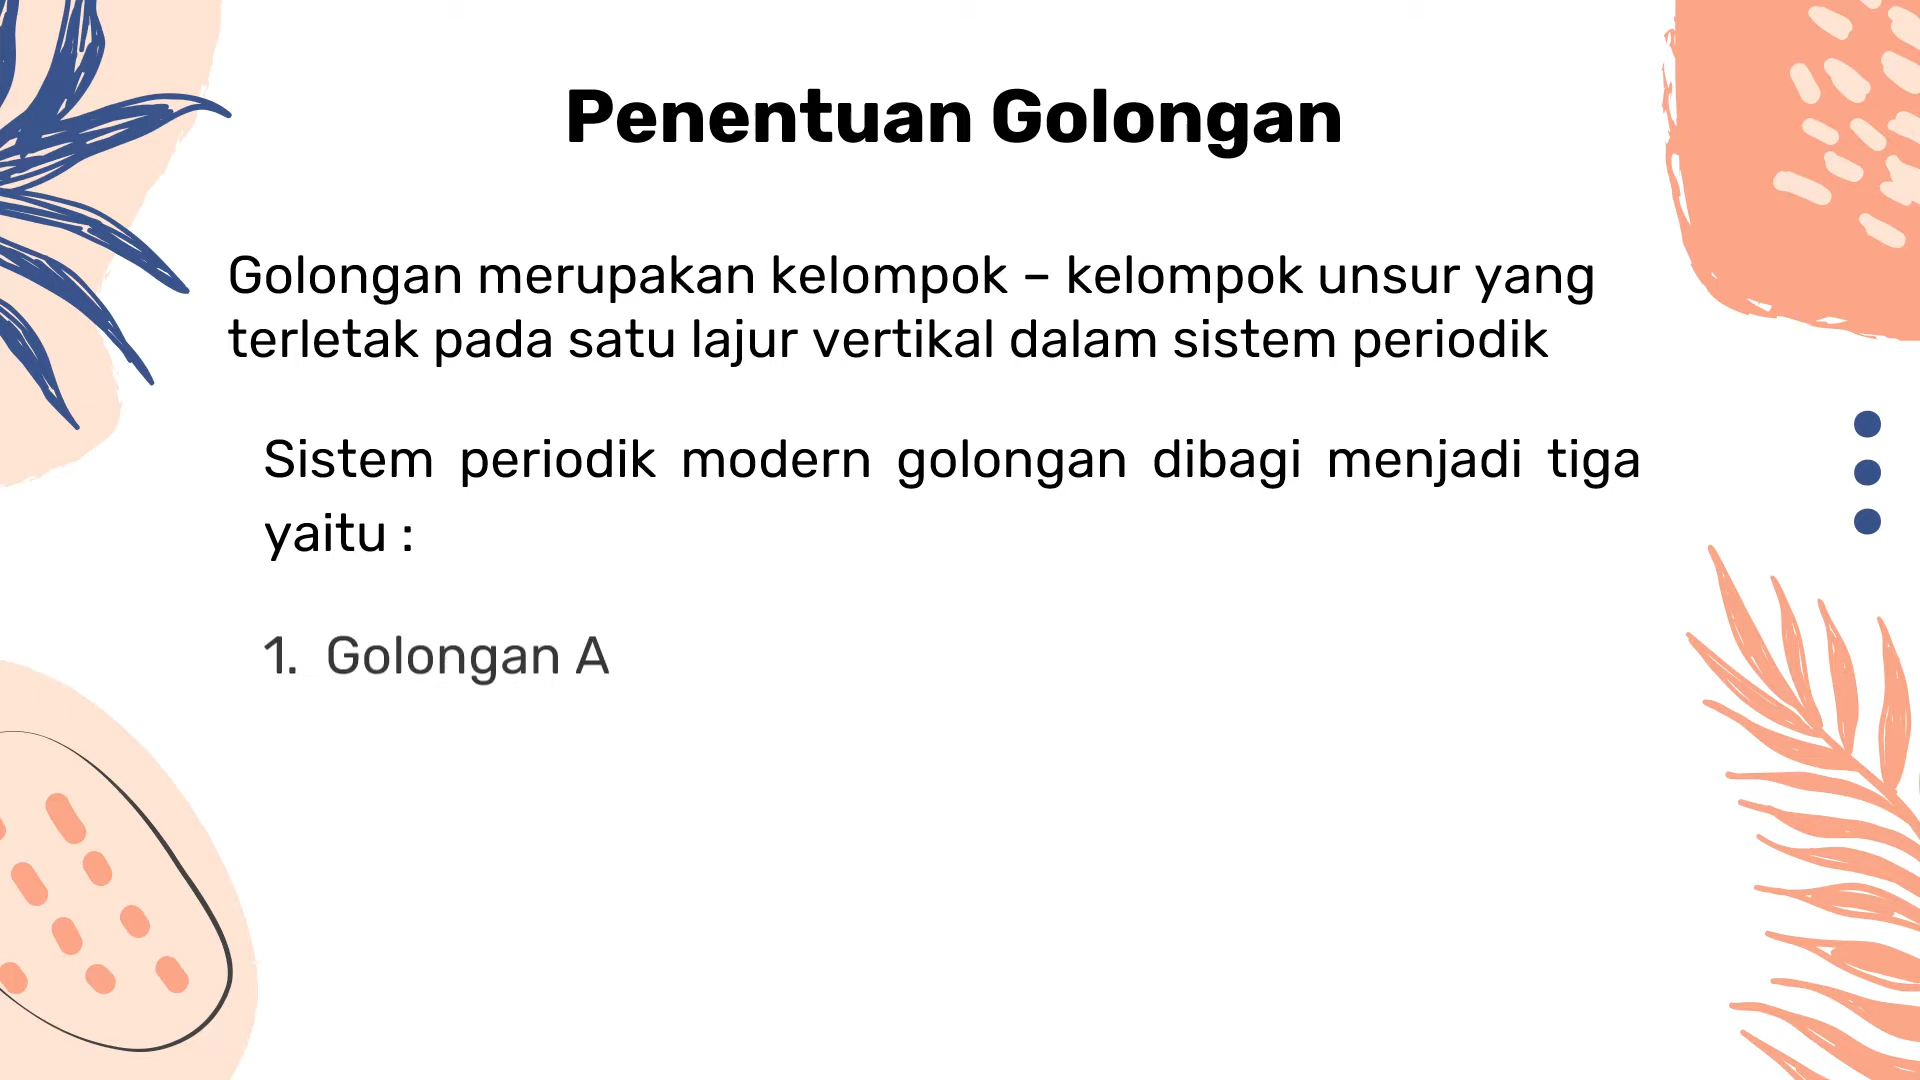 Penentuan Golongan
Golongan merupakan kelompok – kelompok unsur yang
terletak pada satu lajur vertikal dalam sistem periodik
Sistem periodik modern golongan dibagi menjadi tiga
yaitu :
1. Golongan A